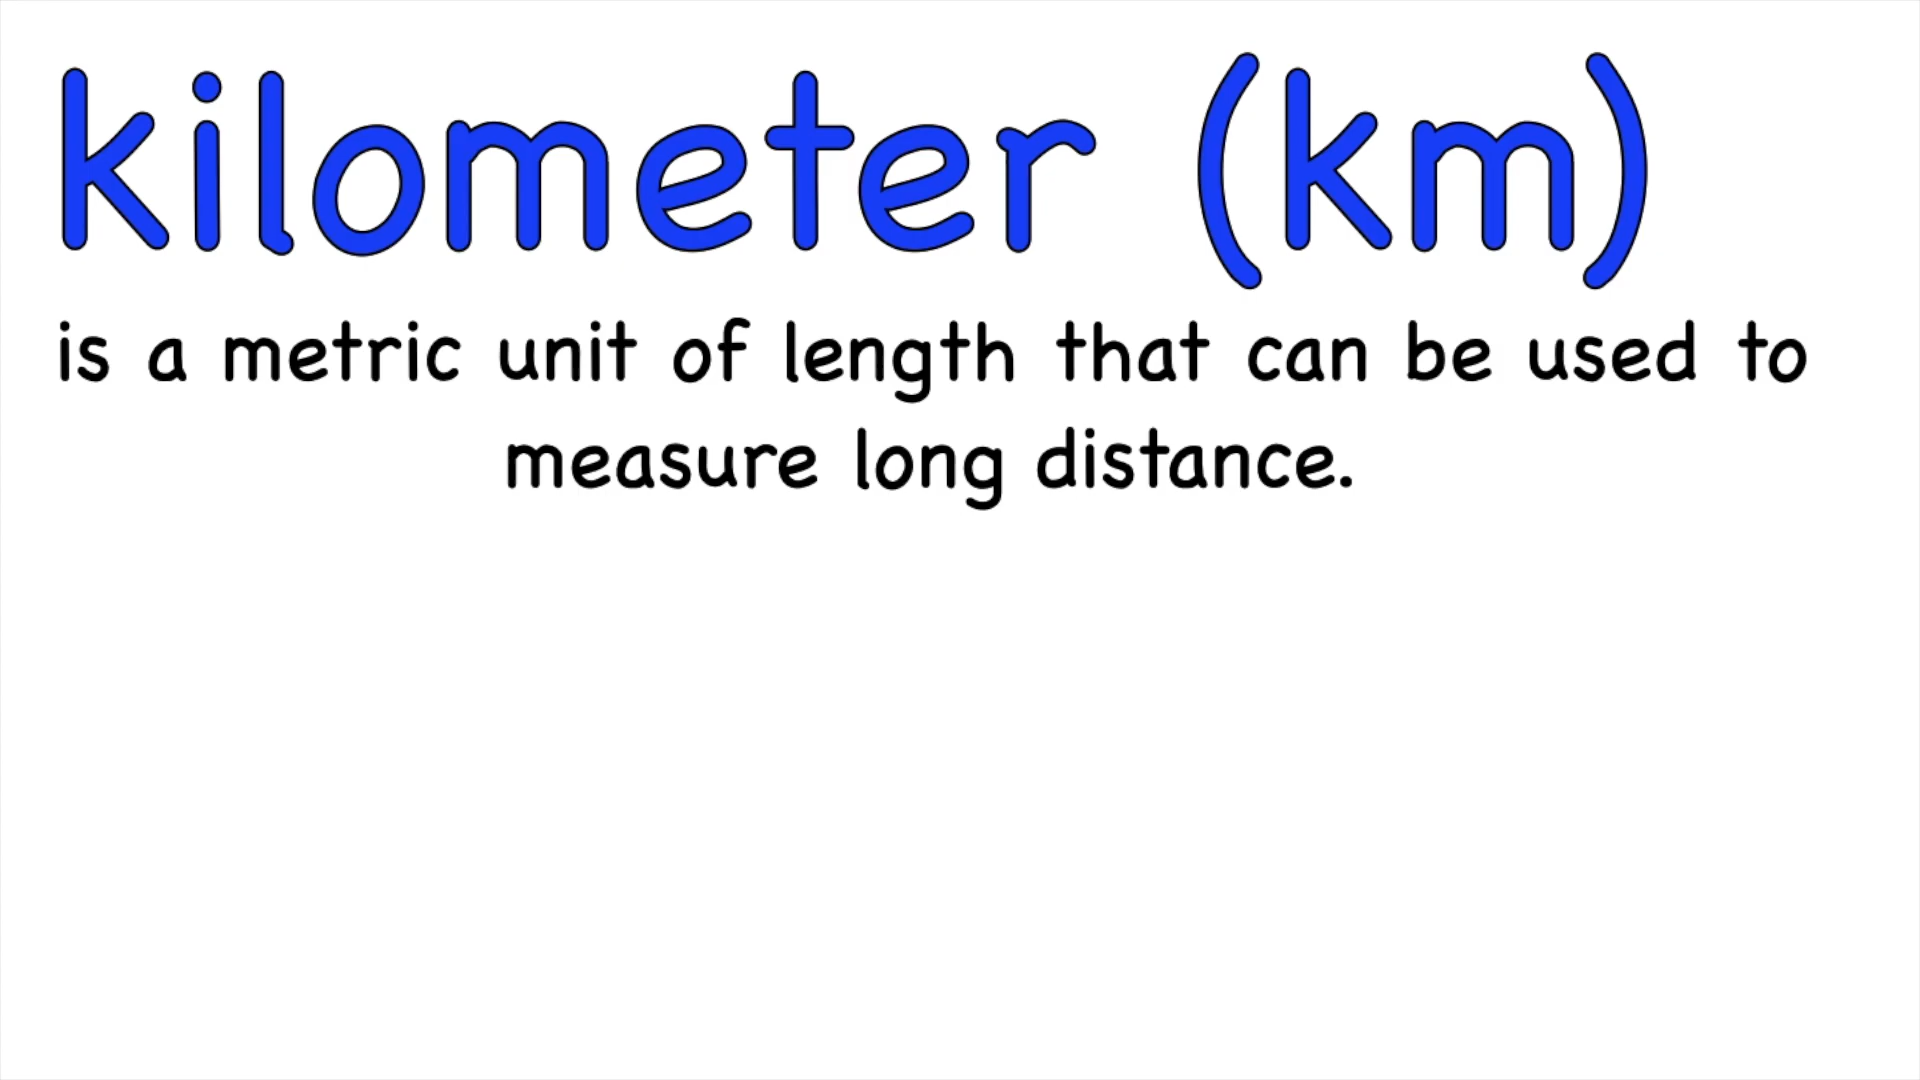 kilometer (km)
is a metric unit of length that can be used to
measure long distance.